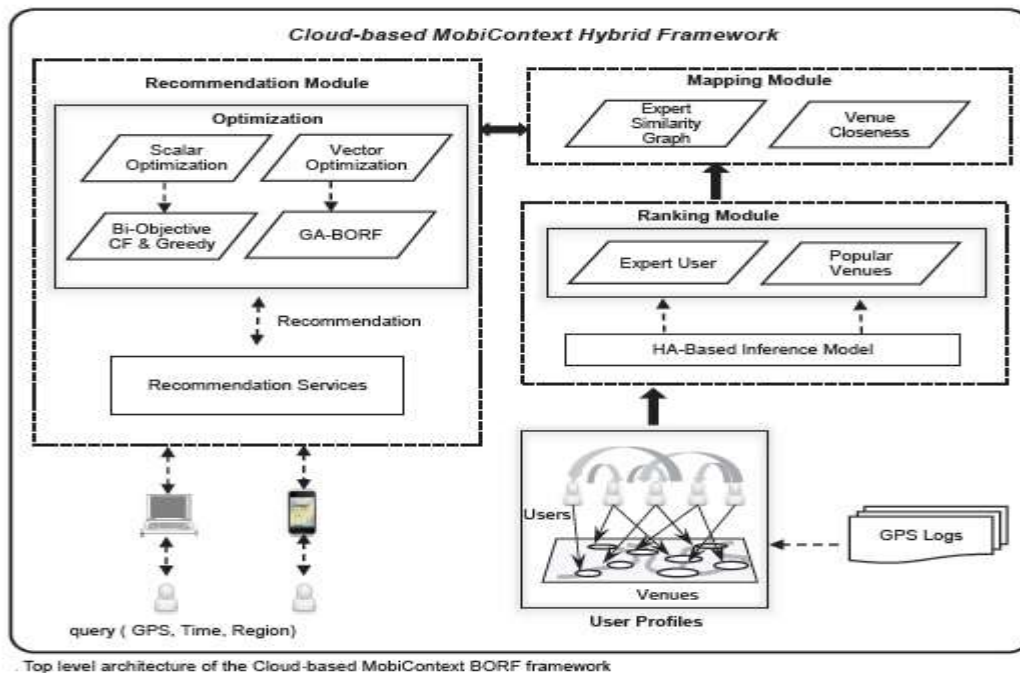 Cloud-based MobiContext Hybrid Framework
Recommendation Module
Optimization
Scalar
Optimization
Vector
Optimization
Bi-Objective
CF & Greedy
GA-BORF
Recommendation
Recommendation Services
query ( GPS, Time, Region)
Mapping Module
Expert
Similarity
Graph
Venue
Closeness
Ranking Module
Expert User
Popular
Venues
HA-Based Inference Model
Users
Venues
User Profiles
GPS Logs
. Top level architecture of the Cloud-based MobiContext BORF framework